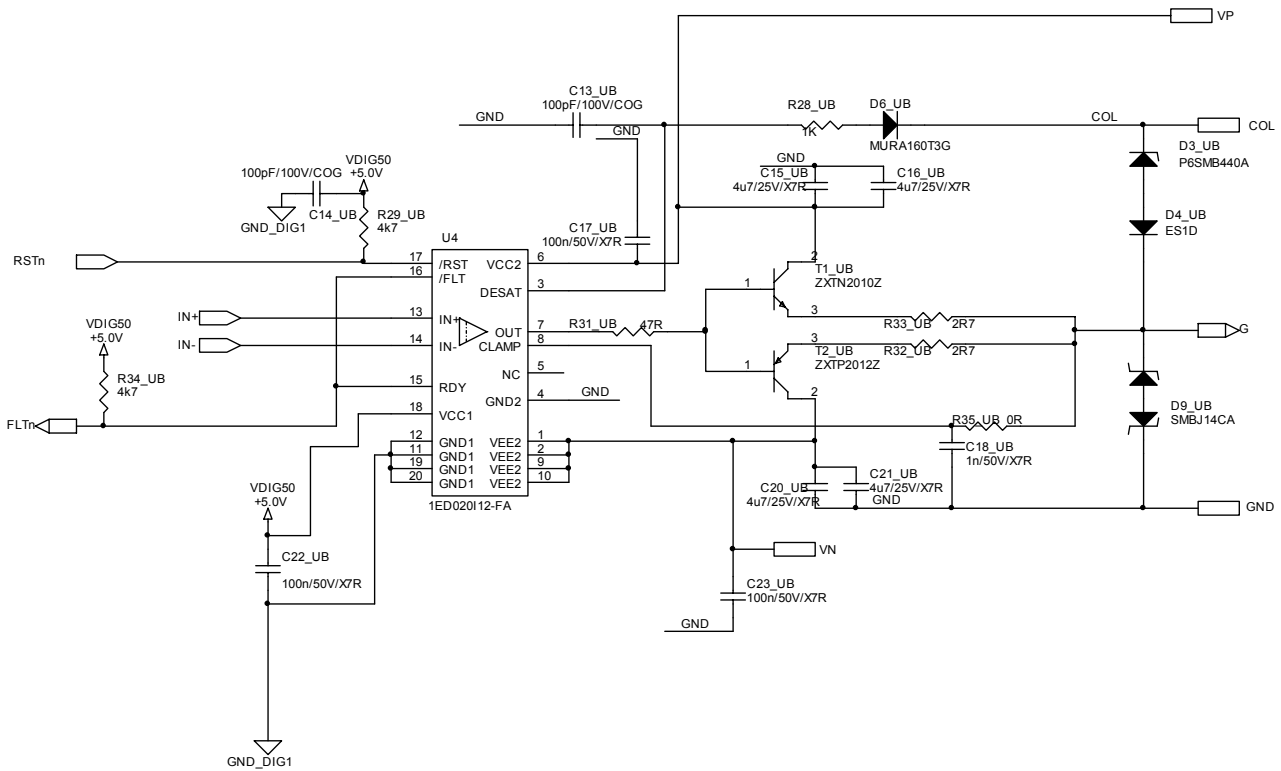 VP
C13_UB
100pF/100V/COG
GND
GND
R28_UB
1K
D6_UB
MURA160T3G
COL
COL
D3_UB
P6SMB440A
VDIG50
+5.0V
100pF/100V/COG
C14_UB
GND_DIG1
R29_UB
4k7
GND
C15_UB
4u7/25V/X7R
C16_UB
4u7/25V/X7R
D4_UB
ES1D
C17_UB
100n/50V/X7R
U4
RSTn
17
/RST
16
/FLT
VCC2
6
DESAT
3
2
T1_UB
ZXTN2010Z
1
3
IN+
13
IN+
IN-
14
IN-
OUT
7
CLAMP
8
R31_UB
47R
R33_UB
2R7
G
VDIG50
+5.0V
R34_UB
4k7
NC
5
3
T2_UB
ZXTP2012Z
R32_UB
2R7
1
2
15
RDY
GND2
4
GND
FLTn
18
VCC1
R35_UB
0R
D9_UB
SMBJ14CA
12
GND1
11
GND1
19
GND1
20
GND1
VEE2
1
VEE2
2
VEE2
9
VEE2
10
1ED020I12-FA
C18_UB
1n/50V/X7R
C20_UB
4u7/25V/X7R
C21_UB
4u7/25V/X7R
GND
GND
VDIG50
+5.0V
C22_UB
100n/50V/X7R
VN
C23_UB
100n/50V/X7R
GND
GND_DIG1